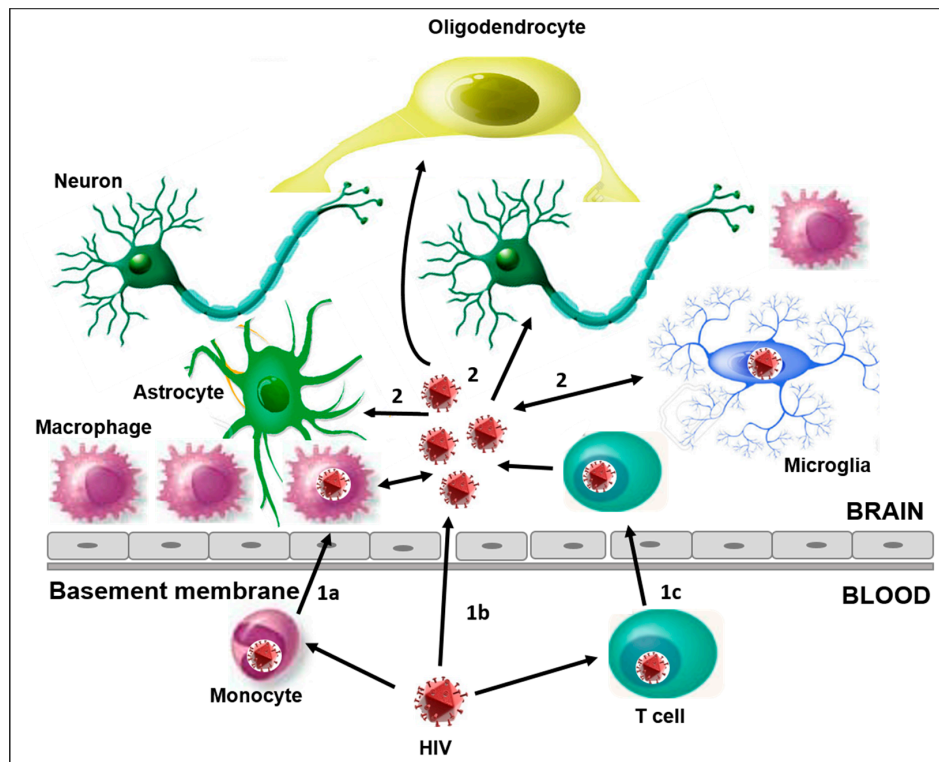 Oligodendrocyte
Neuron
2
2
2
Astrocyte
Macrophage
Microglia
BRAIN
Basement membrane
1a
1b
1c
BLOOD
Monocyte
T cell
HIV